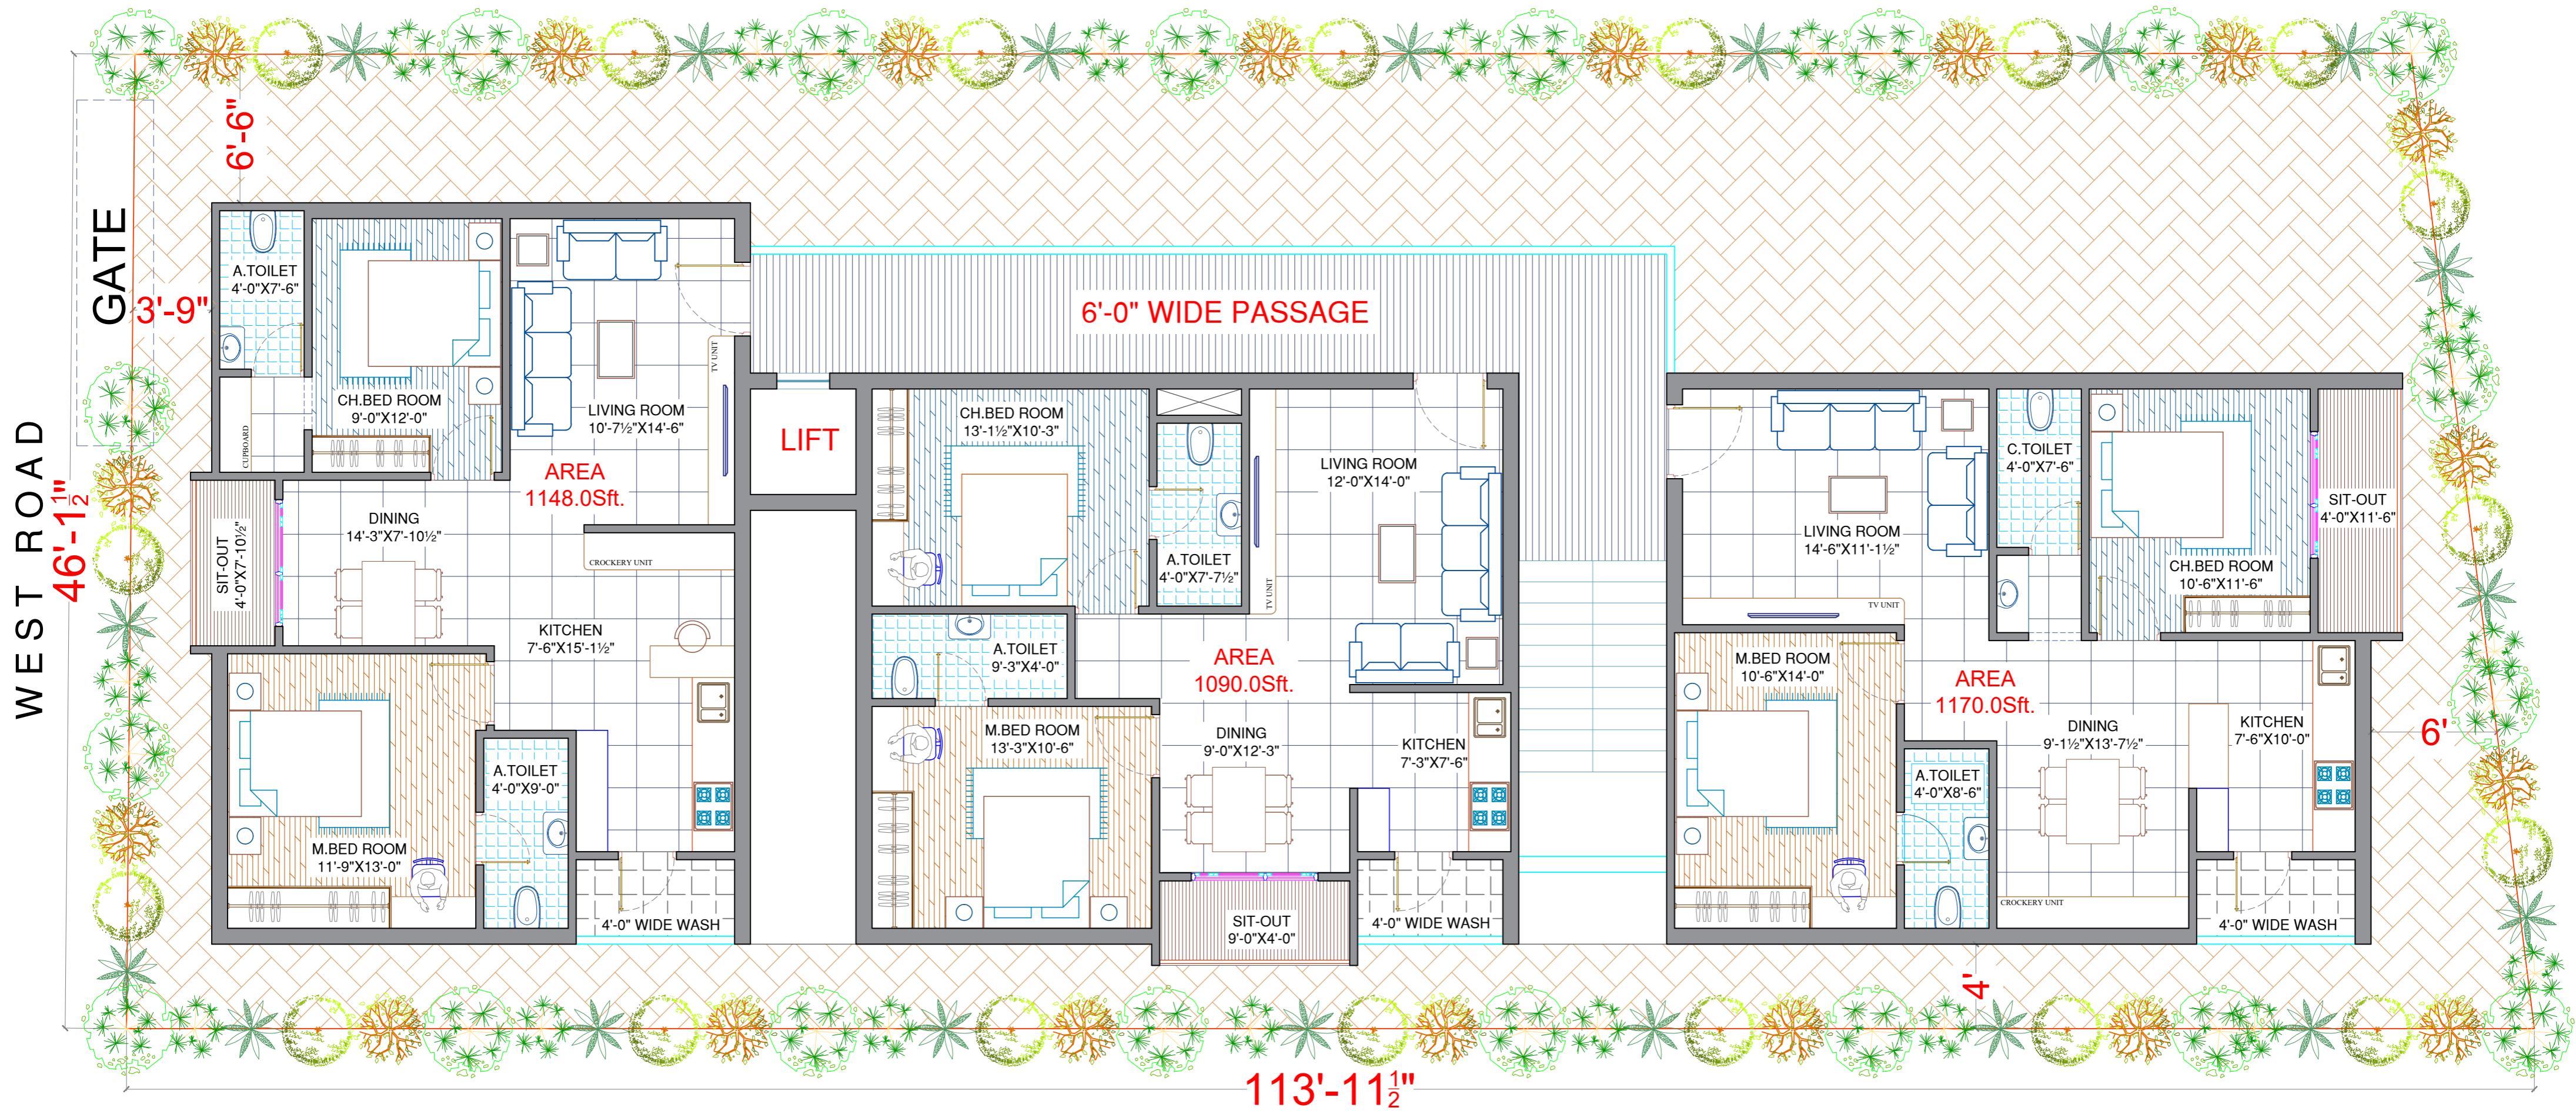 WEST ROAD
46'-1½"
GATE
6'-6"
3'-9"
A.TOILET
4'-0"X7'-6"
CUPBOARD
CH.BED ROOM
9'-0"X12'-0"
LIVING ROOM
10'-7½"X14'-6"
TV UNIT
AREA
1148.0Sft.
DINING
14'-3"X7'-10½"
SIT-OUT
4'-0"X7'-10½"
CROCKERY UNIT
KITCHEN
7'-6"X15'-1½"
M.BED ROOM
11'-9"X13'-0"
A.TOILET
4'-0"X9'-0"
4'-0" WIDE WASH
6'-0" WIDE PASSAGE
LIFT
CH.BED ROOM
13'-1½"X10'-3"
A.TOILET
4'-0"X7'-7½"
TV UNIT
LIVING ROOM
12'-0"X14'-0"
A.TOILET
9'-3"X4'-0"
AREA
1090.0Sft.
M.BED ROOM
13'-3"X10'-6"
DINING
9'-0"X12'-3"
KITCHEN
7'-3"X7'-6"
SIT-OUT
9'-0"X4'-0"
4'-0" WIDE WASH
LIVING ROOM
14'-6"X11'-1½"
TV UNIT
C.TOILET
4'-0"X7'-6"
CH.BED ROOM
10'-6"X11'-6"
SIT-OUT
4'-0"X11'-6"
M.BED ROOM
10'-6"X14'-0"
AREA
1170.0Sft.
A.TOILET
4'-0"X8'-6"
DINING
9'-1½"X13'-7½"
KITCHEN
7'-6"X10'-0"
CROCKERY UNIT
4'-0" WIDE WASH
6'
4'
113'-11½"